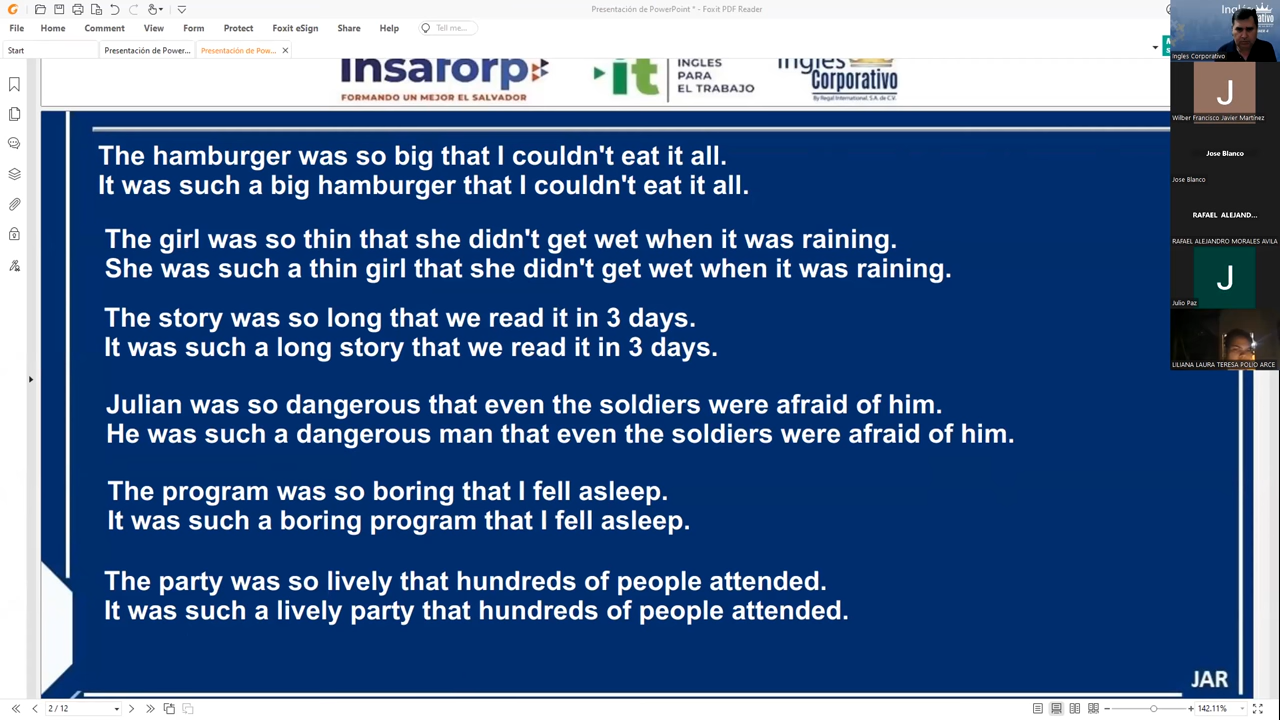 Presentación de PowerPoint * - Foxit PDF Reader
File Home Comment View Form Protect Foxit eSign Share Help Tell me...
Start Presentación de Power... Presentación de Pow...
Insaforp
FORMANDO UN MEJOR EL SALVADOR
it
INGLES
PARA
EL TRABAJO
Inglés
Corporativo
By Regal International, S.A. de C.V.
The hamburger was so big that I couldn't eat it all.
It was such a big hamburger that I couldn't eat it all.
The girl was so thin that she didn't get wet when it was raining.
She was such a thin girl that she didn't get wet when it was raining.
The story was so long that we read it in 3 days.
It was such a long story that we read it in 3 days.
Julian was so dangerous that even the soldiers were afraid of him.
He was such a dangerous man that even the soldiers were afraid of him.
The program was so boring that I fell asleep.
It was such a boring program that I fell asleep.
The party was so lively that hundreds of people attended.
It was such a lively party that hundreds of people attended.
JAR
2 / 12
142.11%
Ingles Corporativo
J
Wilber Francisco Javier Martinez
Jose Blanco
Jose Blanco
RAFAEL ALEJAND...
RAFAEL ALEJANDRO MORALES AVILA
J
Julio Paz
LILIANA LAURA TERESA POLIO ARCE